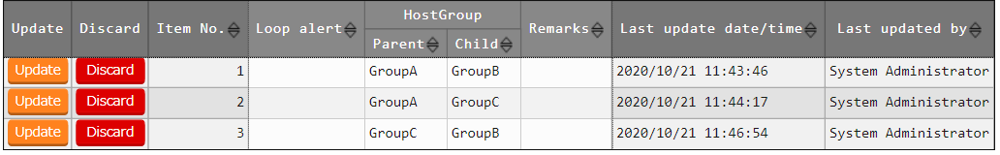 Update Discard Item No. Loop alert HostGroup Remarks Last update date/time Last updated by
Parent Child
Update Discard 1 GroupA GroupB 2020/10/21 11:43:46 System Administrator
Update Discard 2 GroupA GroupC 2020/10/21 11:44:17 System Administrator
Update Discard 3 GroupC GroupB 2020/10/21 11:46:54 System Administrator